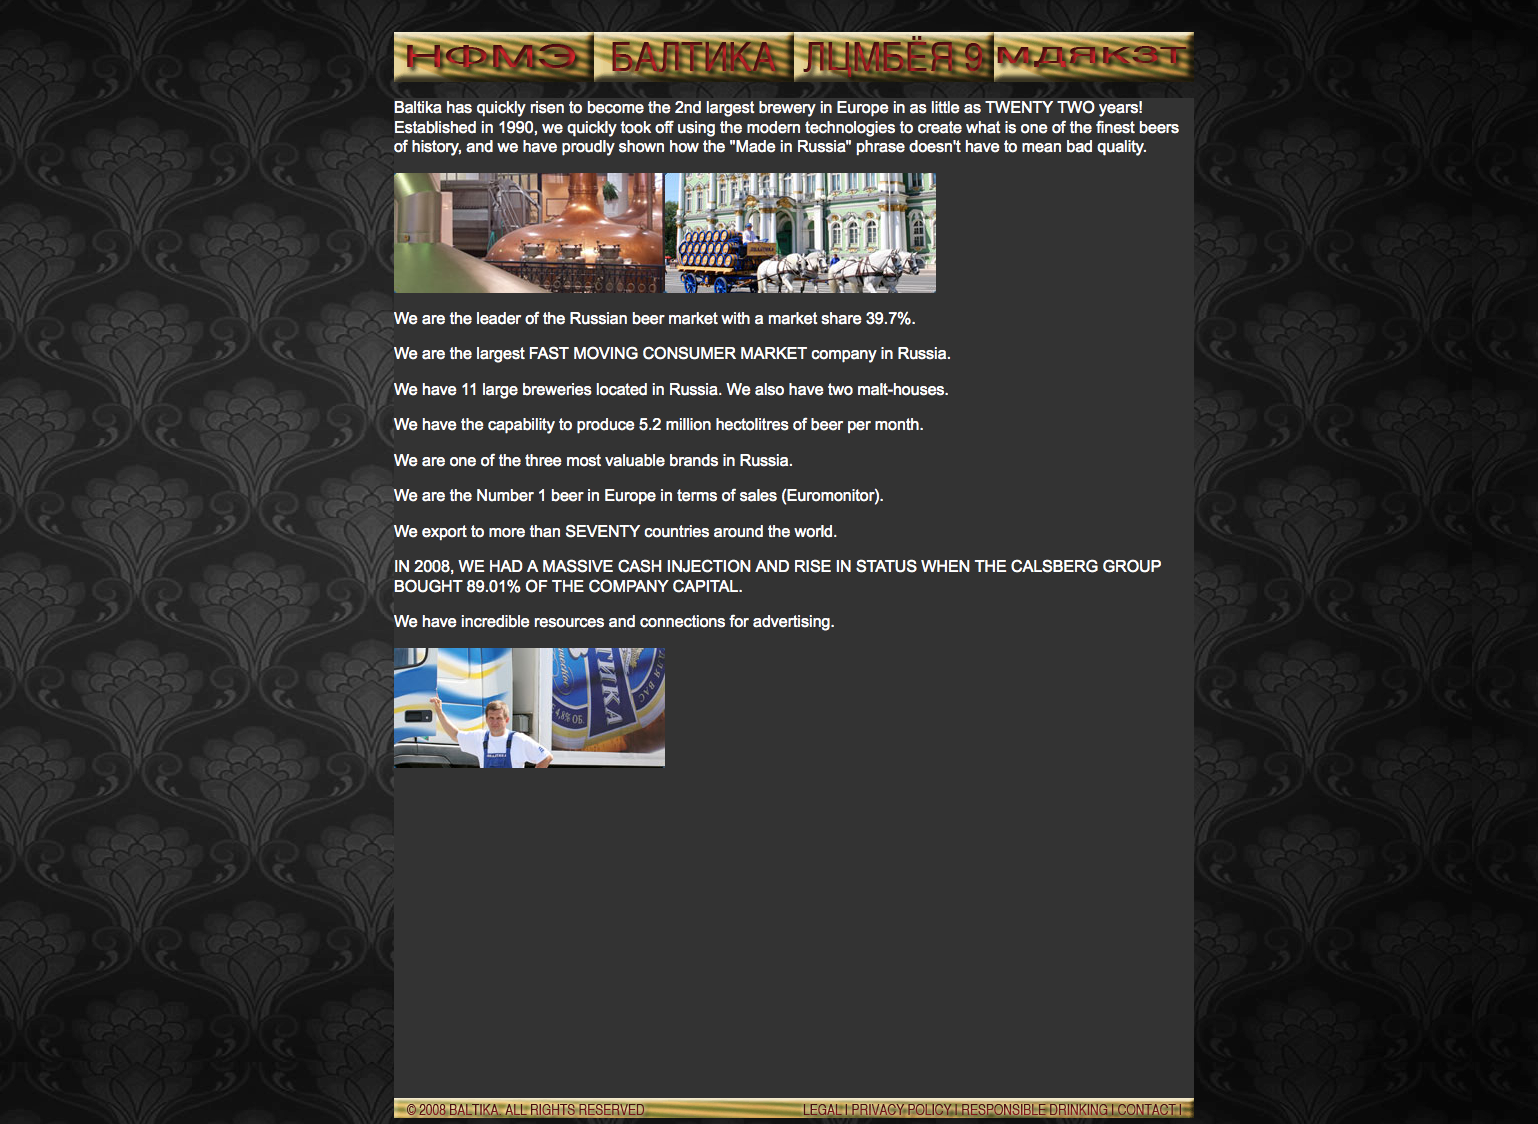 НФМЭ БАЛТИКА ЛЦМБЁЯ 9 МДЯКЗТ
Baltika has quickly risen to become the 2nd largest brewery in Europe in as little as TWENTY TWO years!
Established in 1990, we quickly took off using the modern technologies to create what is one of the finest beers
of history, and we have proudly shown how the "Made in Russia" phrase doesn't have to mean bad quality.
We are the leader of the Russian beer market with a market share 39.7%.
We are the largest FAST MOVING CONSUMER MARKET company in Russia.
We have 11 large breweries located in Russia. We also have two malt-houses.
We have the capability to produce 5.2 million hectolitres of beer per month.
We are one of the three most valuable brands in Russia.
We are the Number 1 beer in Europe in terms of sales (Euromonitor).
We export to more than SEVENTY countries around the world.
IN 2008, WE HAD A MASSIVE CASH INJECTION AND RISE IN STATUS WHEN THE CALSBERG GROUP
BOUGHT 89.01% OF THE COMPANY CAPITAL.
We have incredible resources and connections for advertising.
ТИКА
ДЛЯ ВАС
4,8% ОБ.
© 2008 BALTIKA. ALL RIGHTS RESERVED. LEGAL | PRIVACY POLICY | RESPONSIBLE DRINKING | CONTACT |